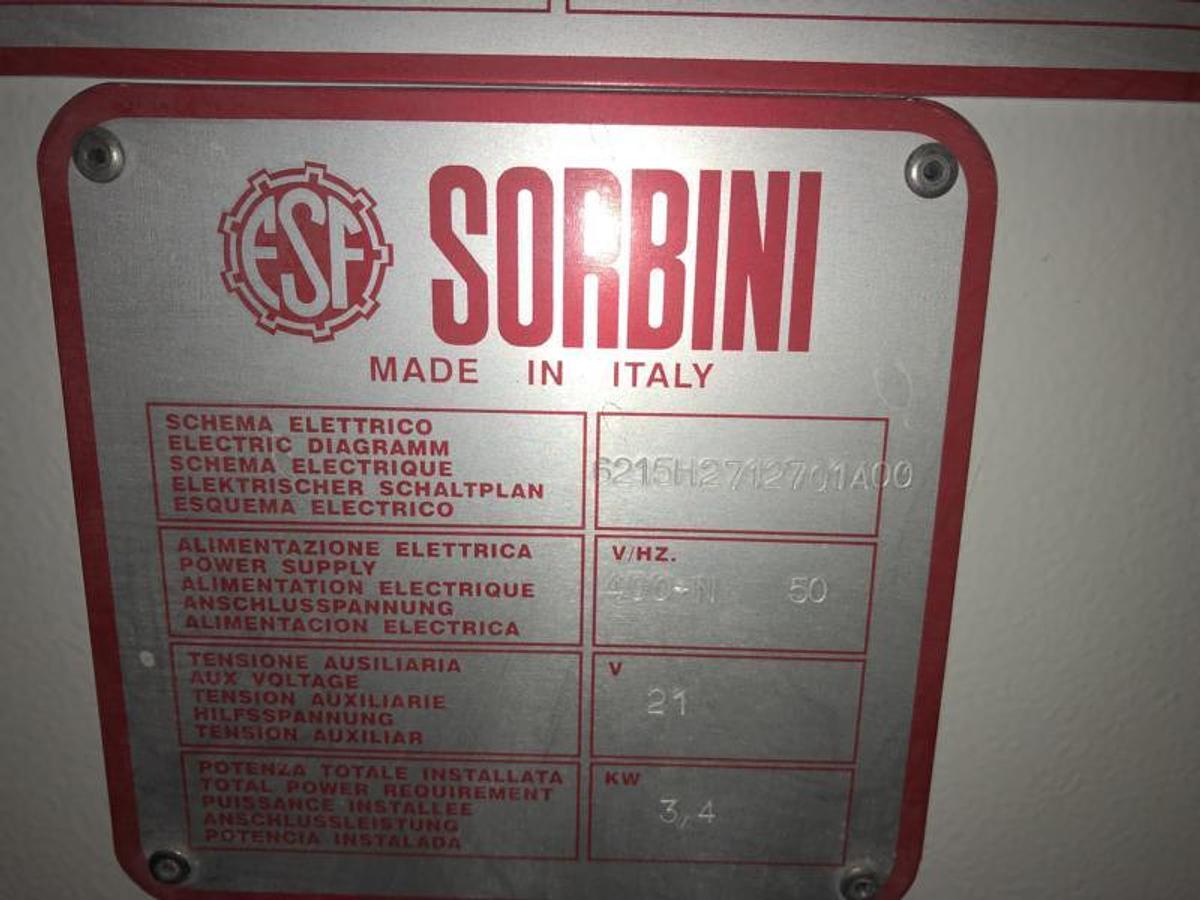 FSF
SORBINI
MADE IN ITALY
SCHEMA ELETTRICO
ELECTRIC DIAGRAMM
SCHEMA ELECTRIQUE
ELEKTRISCHER SCHALTPLAN
ESQUEMA ELECTRICO
6215H2712701A00
ALIMENTAZIONE ELETTRICA
POWER SUPPLY
ALIMENTATION ELECTRIQUE
ANSCHLUSSPANNUNG
ALIMENTACION ELECTRICA
V/HZ.
400-N 50
TENSIONE AUSILIARIA
AUX VOLTAGE
TENSION AUXILIARIE
HILFSSPANNUNG
TENSION AUXILIAR
V
21
POTENZA TOTALE INSTALLATA
TOTAL POWER REQUIREMENT
PUISSANCE INSTALLEE
ANSCHLUSSLEISTUNG
POTENCIA INSTALADA
KW
3,4